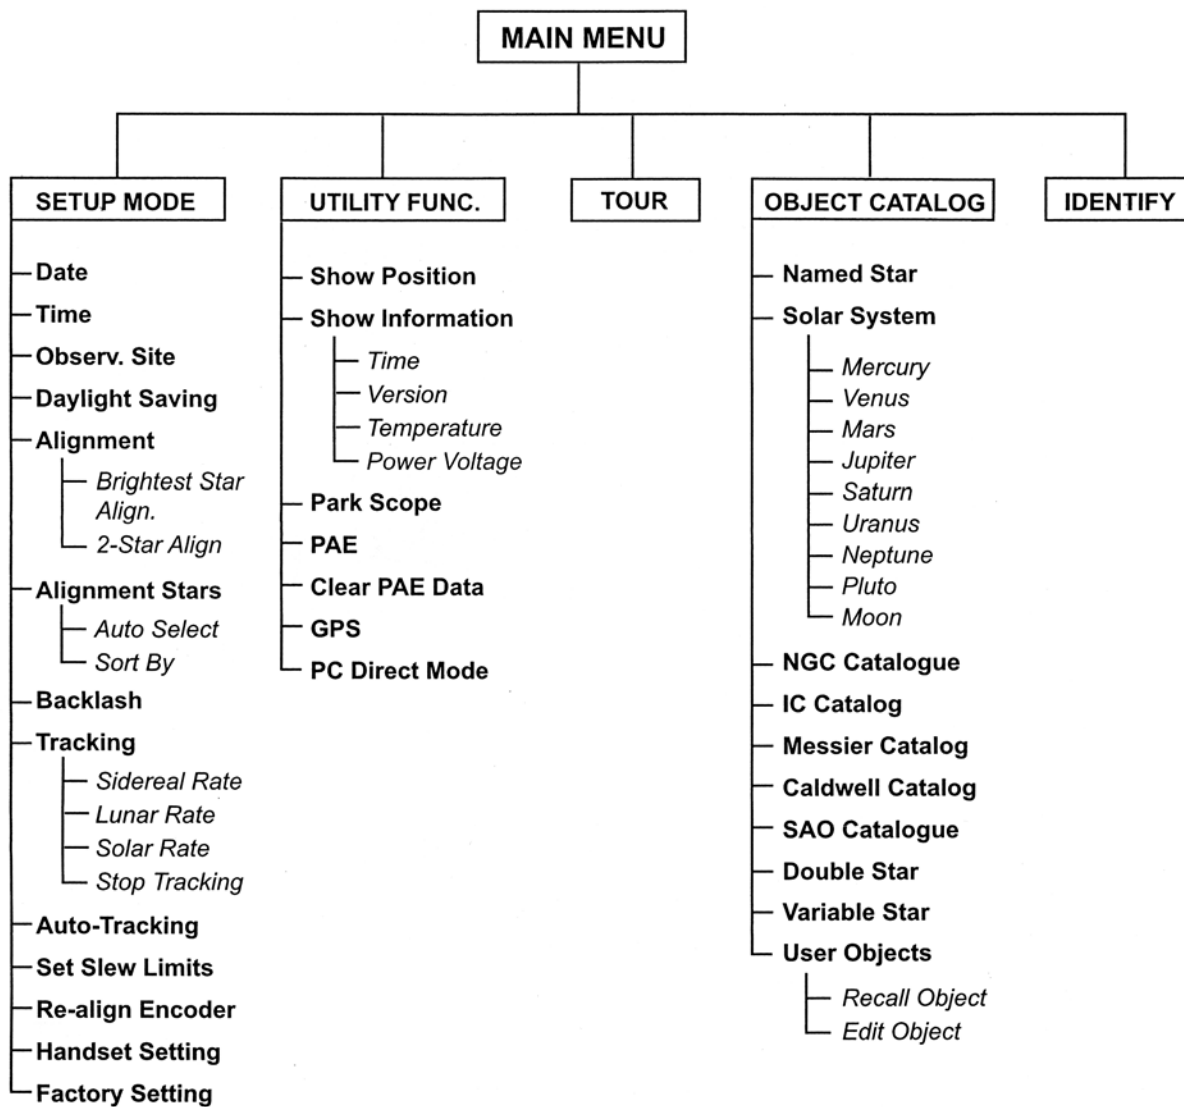 MAIN MENU
SETUP MODE
Date
Time
Observ. Site
Daylight Saving
Alignment
Brightest Star
Align.
2-Star Align
Alignment Stars
Auto Select
Sort By
Backlash
Tracking
Sidereal Rate
Lunar Rate
Solar Rate
Stop Tracking
Auto-Tracking
Set Slew Limits
Re-align Encoder
Handset Setting
Factory Setting
UTILITY FUNC.
Show Position
Show Information
Time
Version
Temperature
Power Voltage
Park Scope
PAE
Clear PAE Data
GPS
PC Direct Mode
TOUR
OBJECT CATALOG
Named Star
Solar System
Mercury
Venus
Mars
Jupiter
Saturn
Uranus
Neptune
Pluto
Moon
NGC Catalogue
IC Catalog
Messier Catalog
Caldwell Catalog
SAO Catalogue
Double Star
Variable Star
User Objects
Recall Object
Edit Object
IDENTIFY